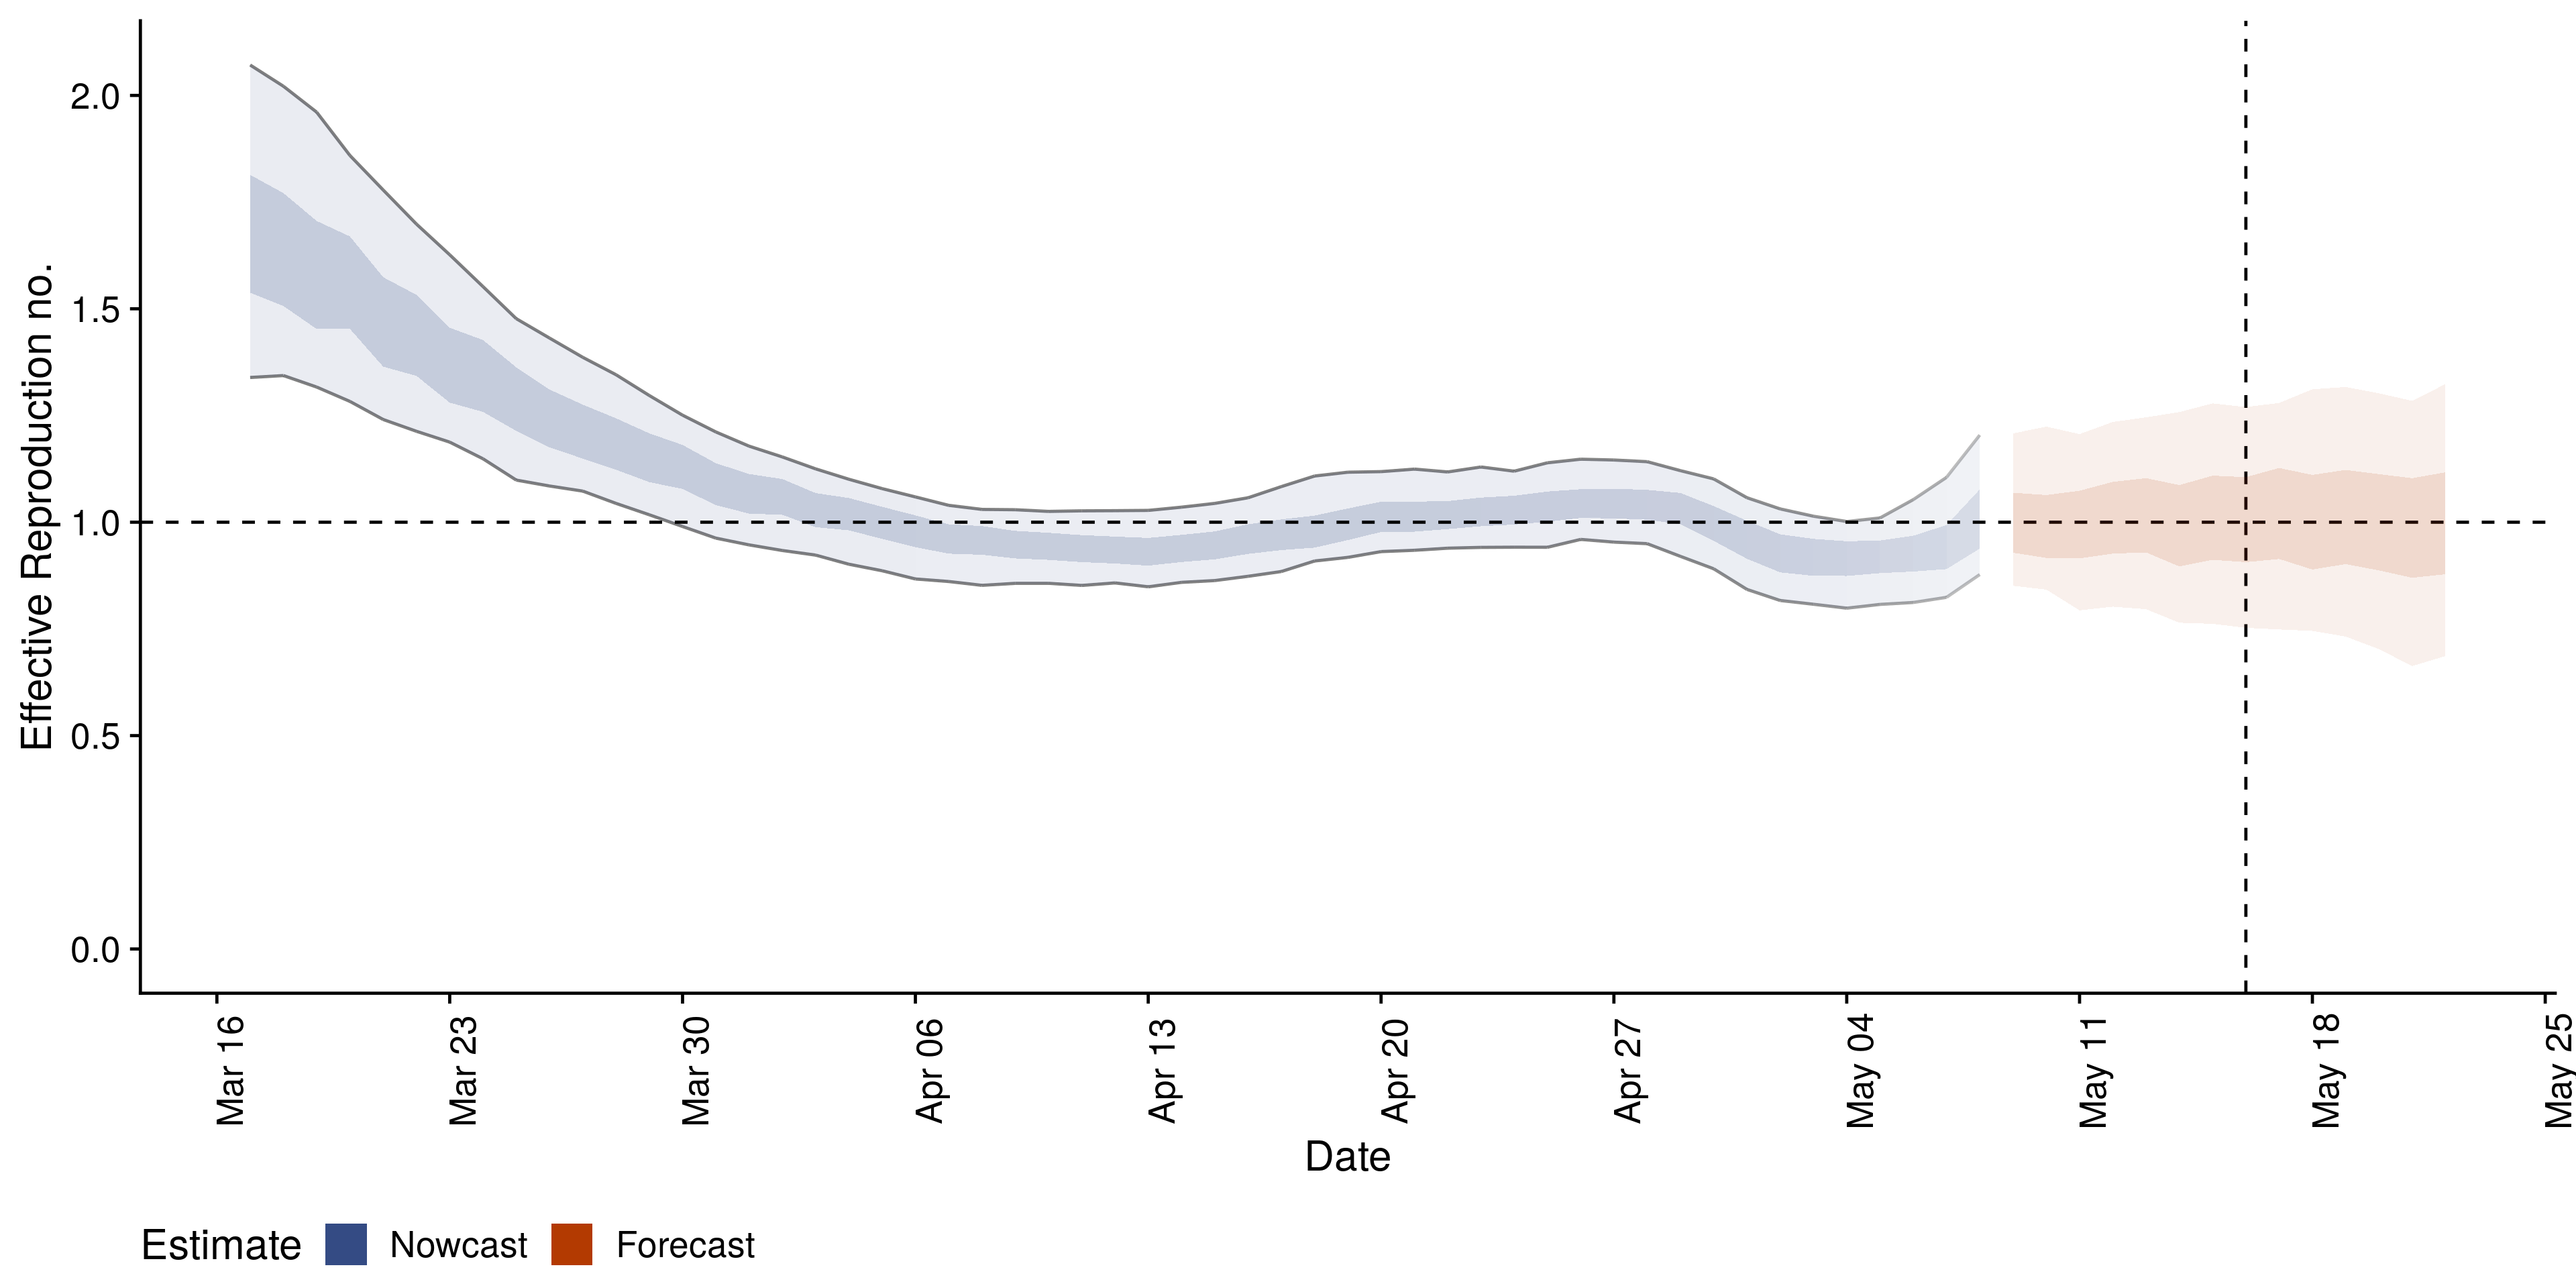 Effective Reproduction no.
2.0
1.5
1.0
0.5
0.0
Mar 16
Mar 23
Mar 30
Apr 06
Apr 13
Apr 20
Apr 27
May 04
May 11
May 18
May 25
Date
Estimate Nowcast Forecast